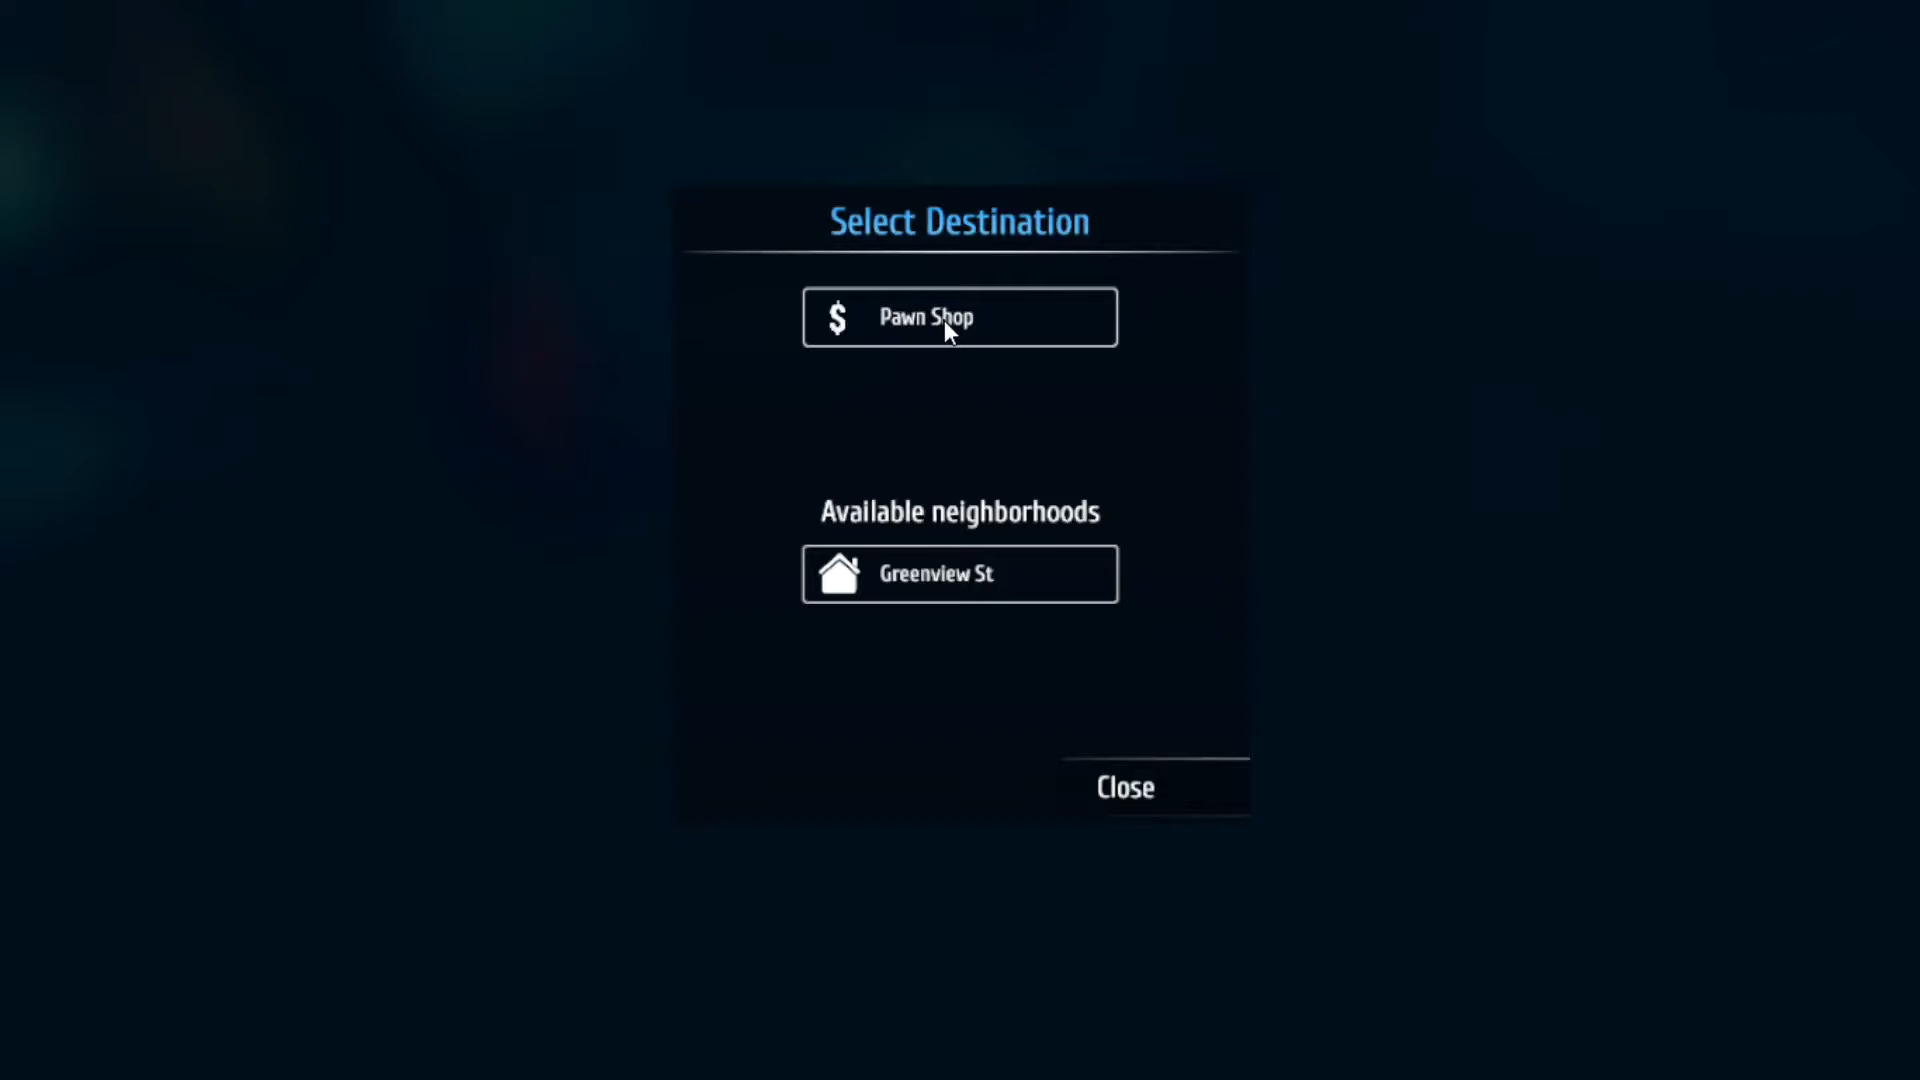 Select Destination
$ Pawn Shop
Available neighborhoods
Greenview St
Close